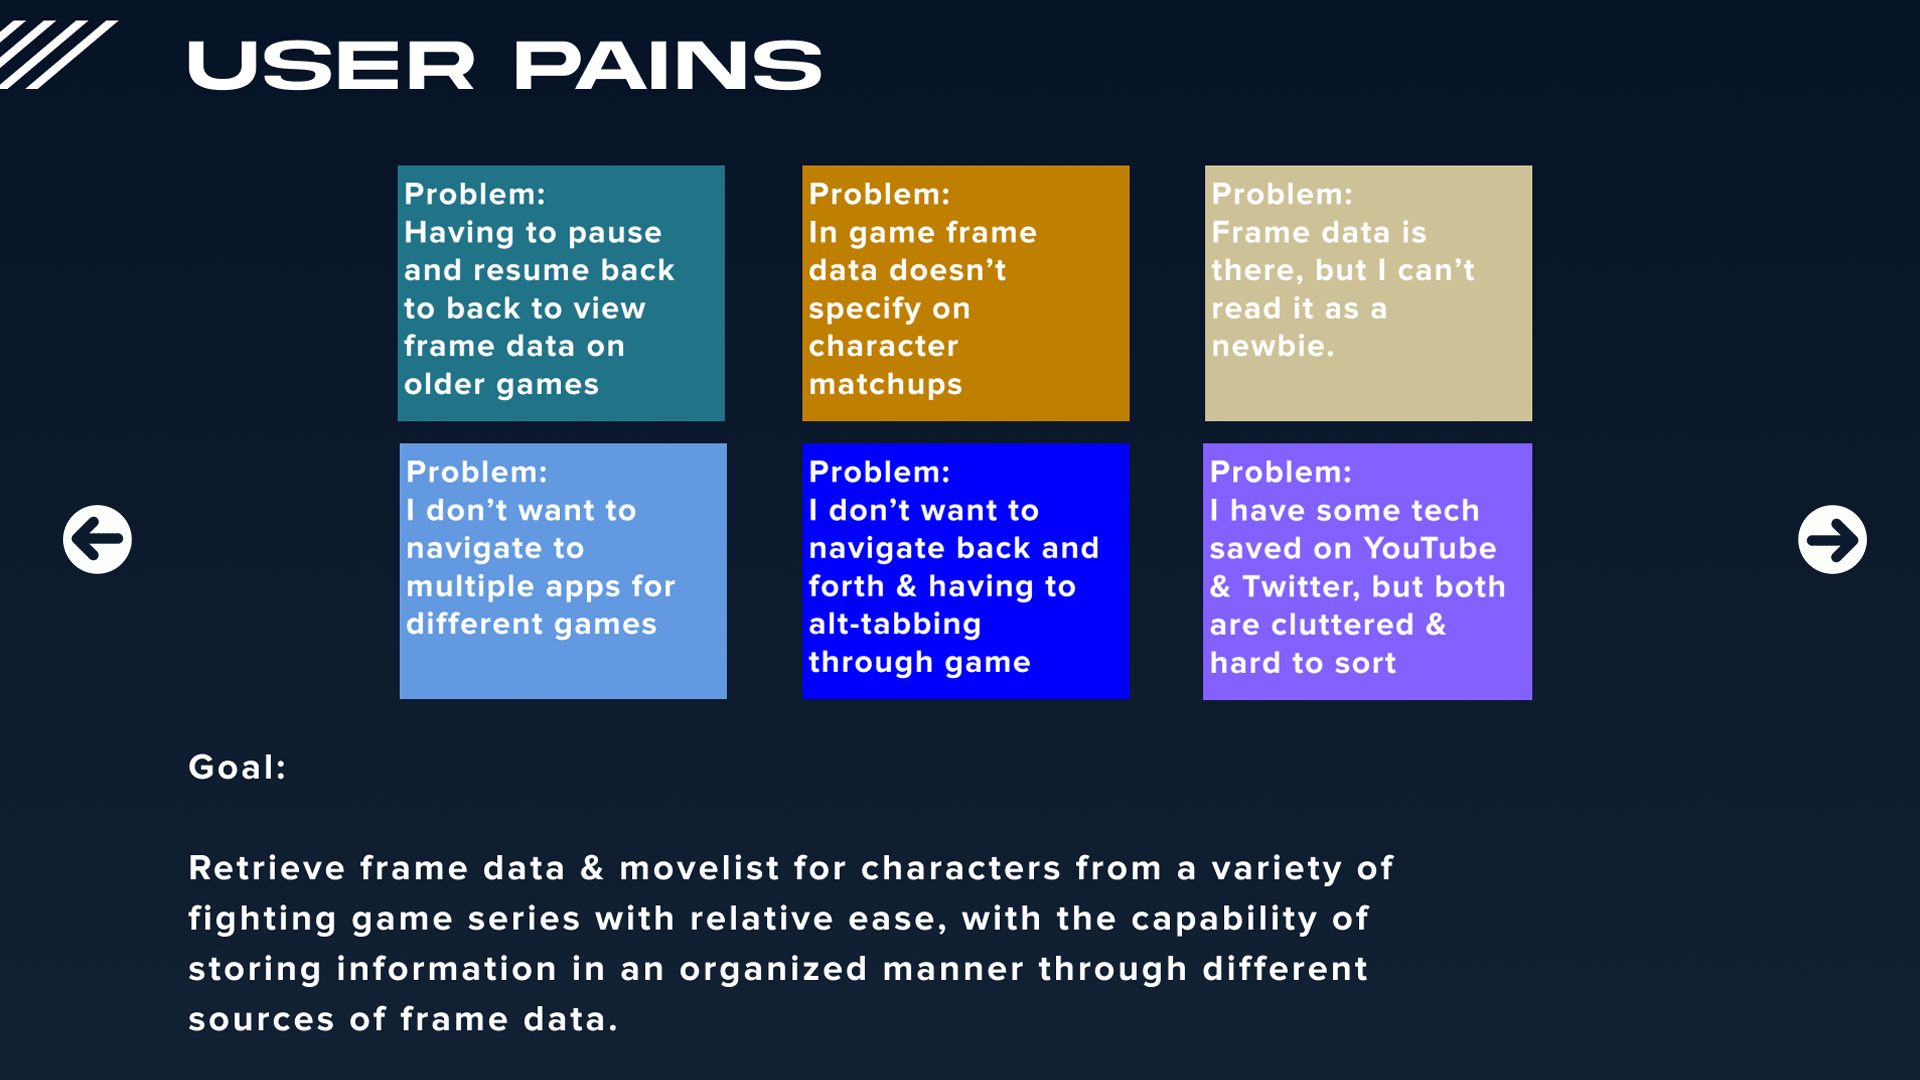 USER PAINS
Problem:
Having to pause
and resume back
to back to view
frame data on
older games
Problem:
In game frame
data doesn’t
specify on
character
matchups
Problem:
Frame data is
there, but I can’t
read it as a
newbie.
Problem:
I don’t want to
navigate to
multiple apps for
different games
Problem:
I don’t want to
navigate back and
forth & having to
alt-tabbing
through game
Problem:
I have some tech
saved on YouTube
& Twitter, but both
are cluttered &
hard to sort
Goal:
Retrieve frame data & movelist for characters from a variety of
fighting game series with relative ease, with the capability of
storing information in an organized manner through different
sources of frame data.